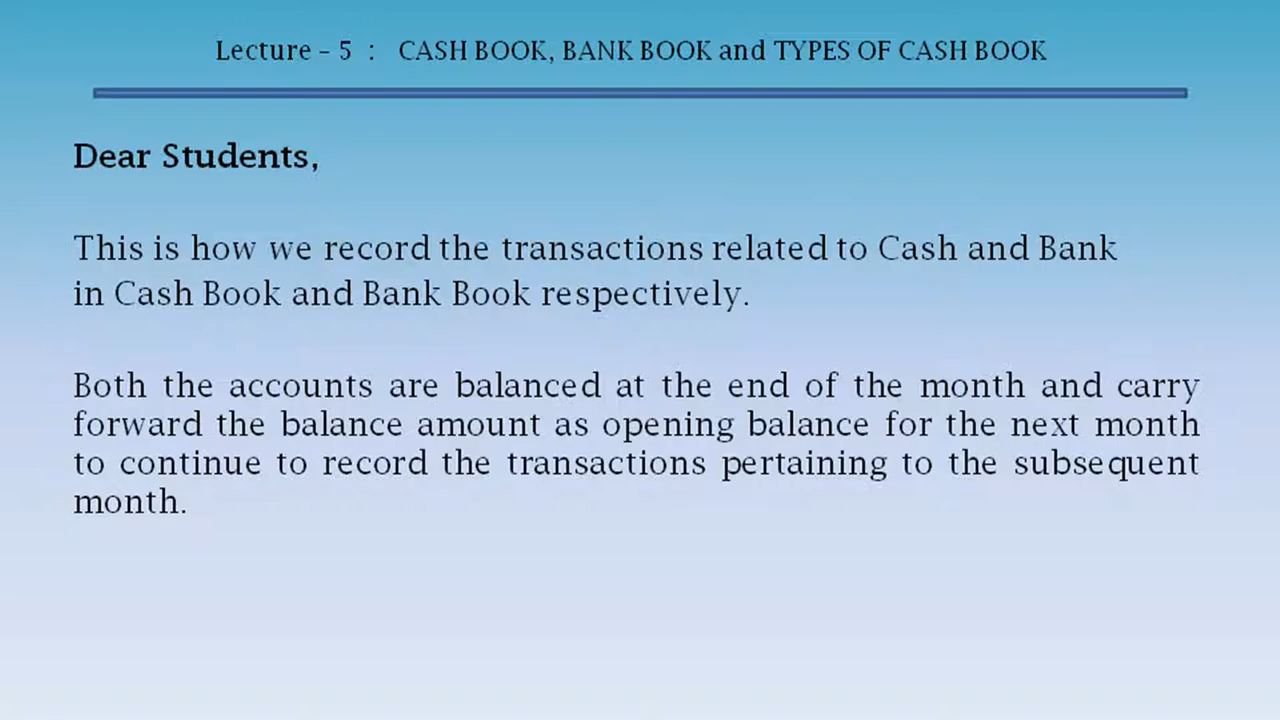 Lecture – 5 : CASH BOOK, BANK BOOK and TYPES OF CASH BOOK
Dear Students,
This is how we record the transactions related to Cash and Bank
in Cash Book and Bank Book respectively.
Both the accounts are balanced at the end of the month and carry
forward the balance amount as opening balance for the next month
to continue to record the transactions pertaining to the subsequent
month.